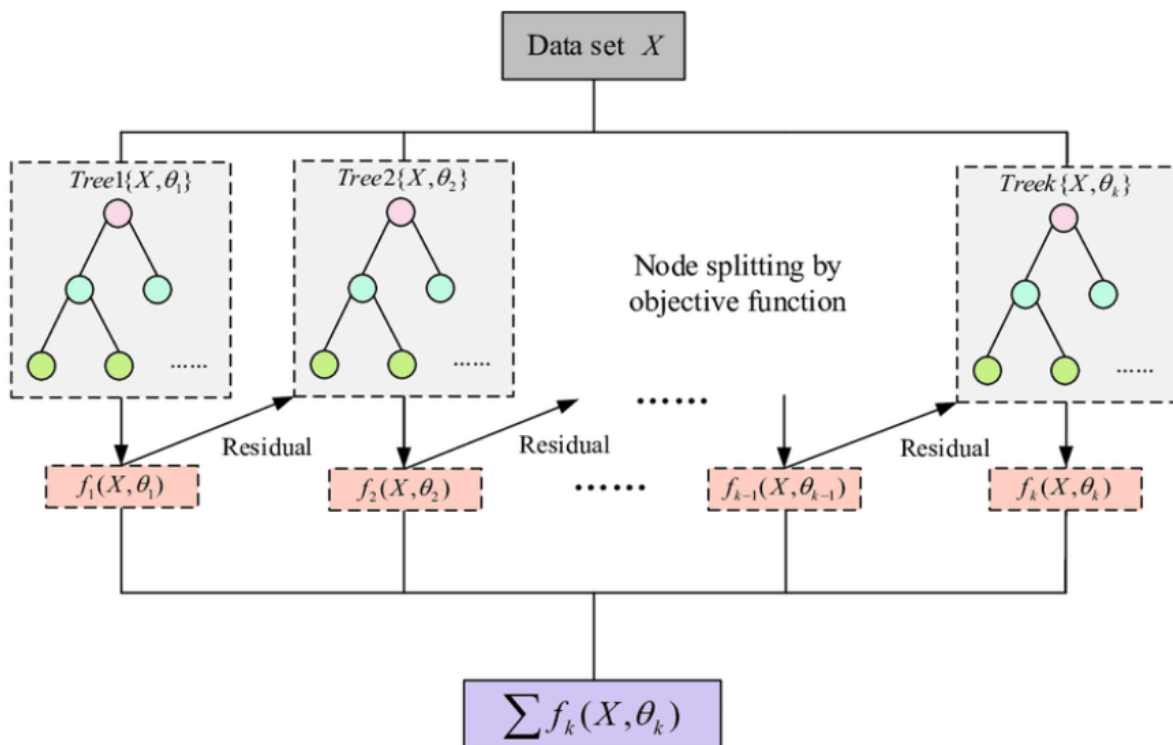 Data set X
Tree1{X,θ₁}
Tree2{X,θ₂}
Treek{X,θₖ}
Node splitting by
objective function
......
......
......
......
Residual
Residual
Residual
f₁(X,θ₁)
f₂(X,θ₂)
......
fₖ₋₁(X,θₖ₋₁)
fₖ(X,θₖ)
∑fₖ(X,θₖ)